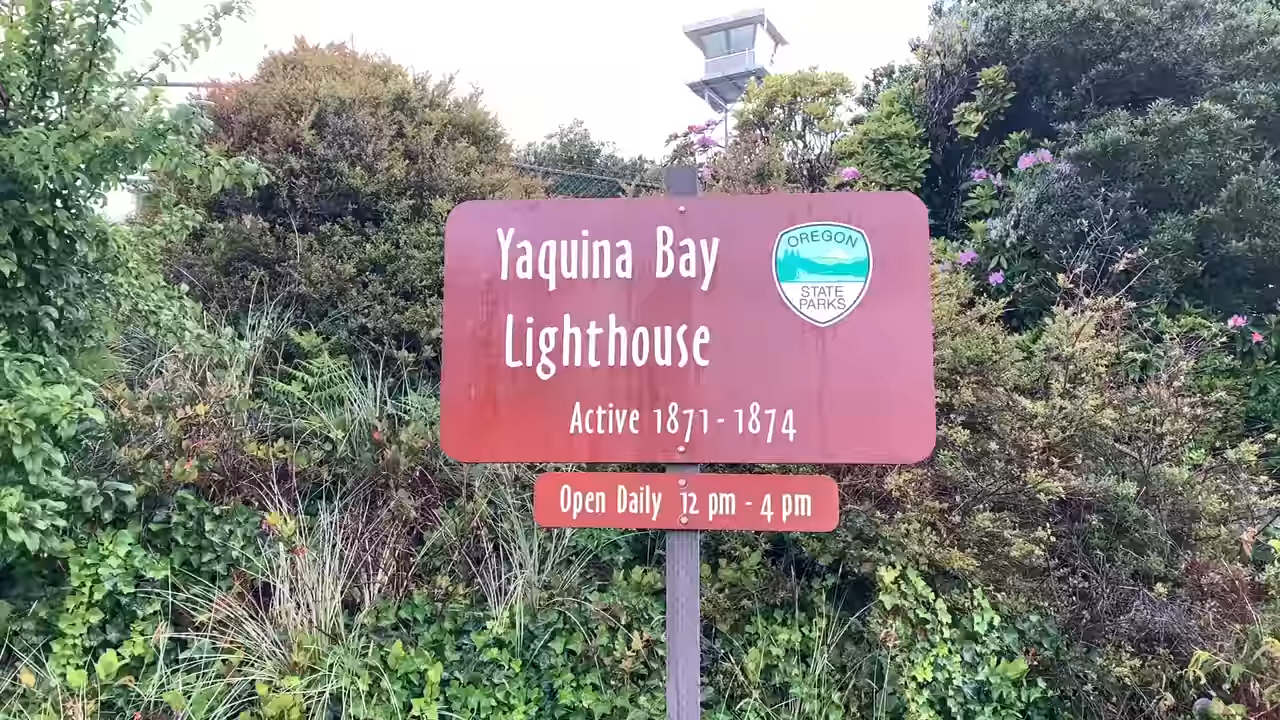 Yaquina Bay
Lighthouse
OREGON
STATE
PARKS
Active 1871 - 1874
Open Daily 12 pm - 4 pm